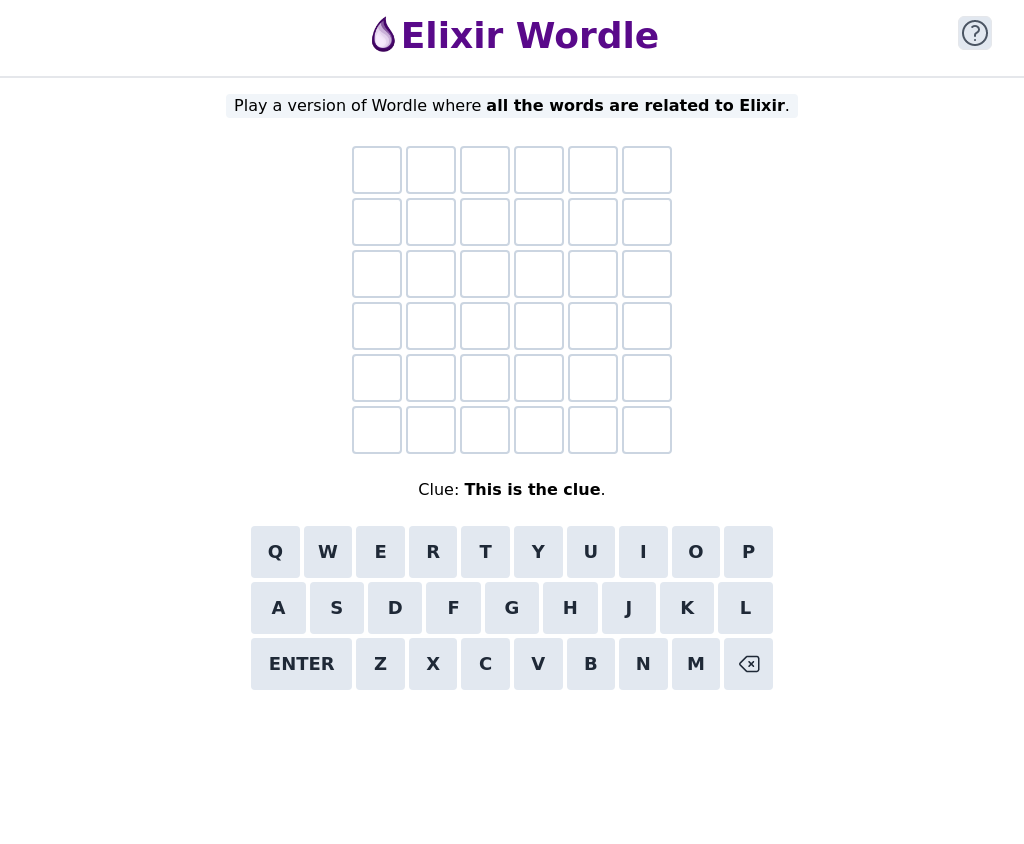 Elixir Wordle
?
Play a version of Wordle where all the words are related to Elixir.
Clue: This is the clue.
Q W E R T Y U I O P
A S D F G H J K L
ENTER Z X C V B N M